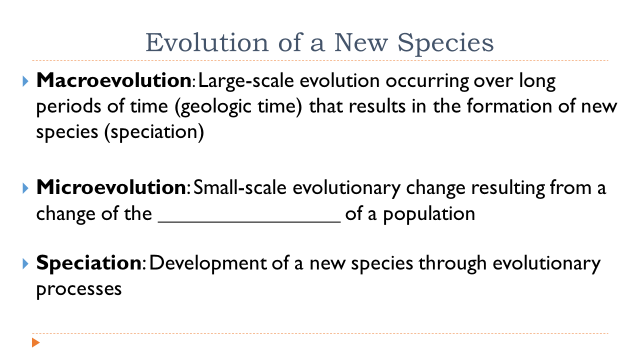 Evolution of a New Species
Macroevolution: Large-scale evolution occurring over long
periods of time (geologic time) that results in the formation of new
species (speciation)
Microevolution: Small-scale evolutionary change resulting from a
change of the _________________ of a population
Speciation: Development of a new species through evolutionary
processes